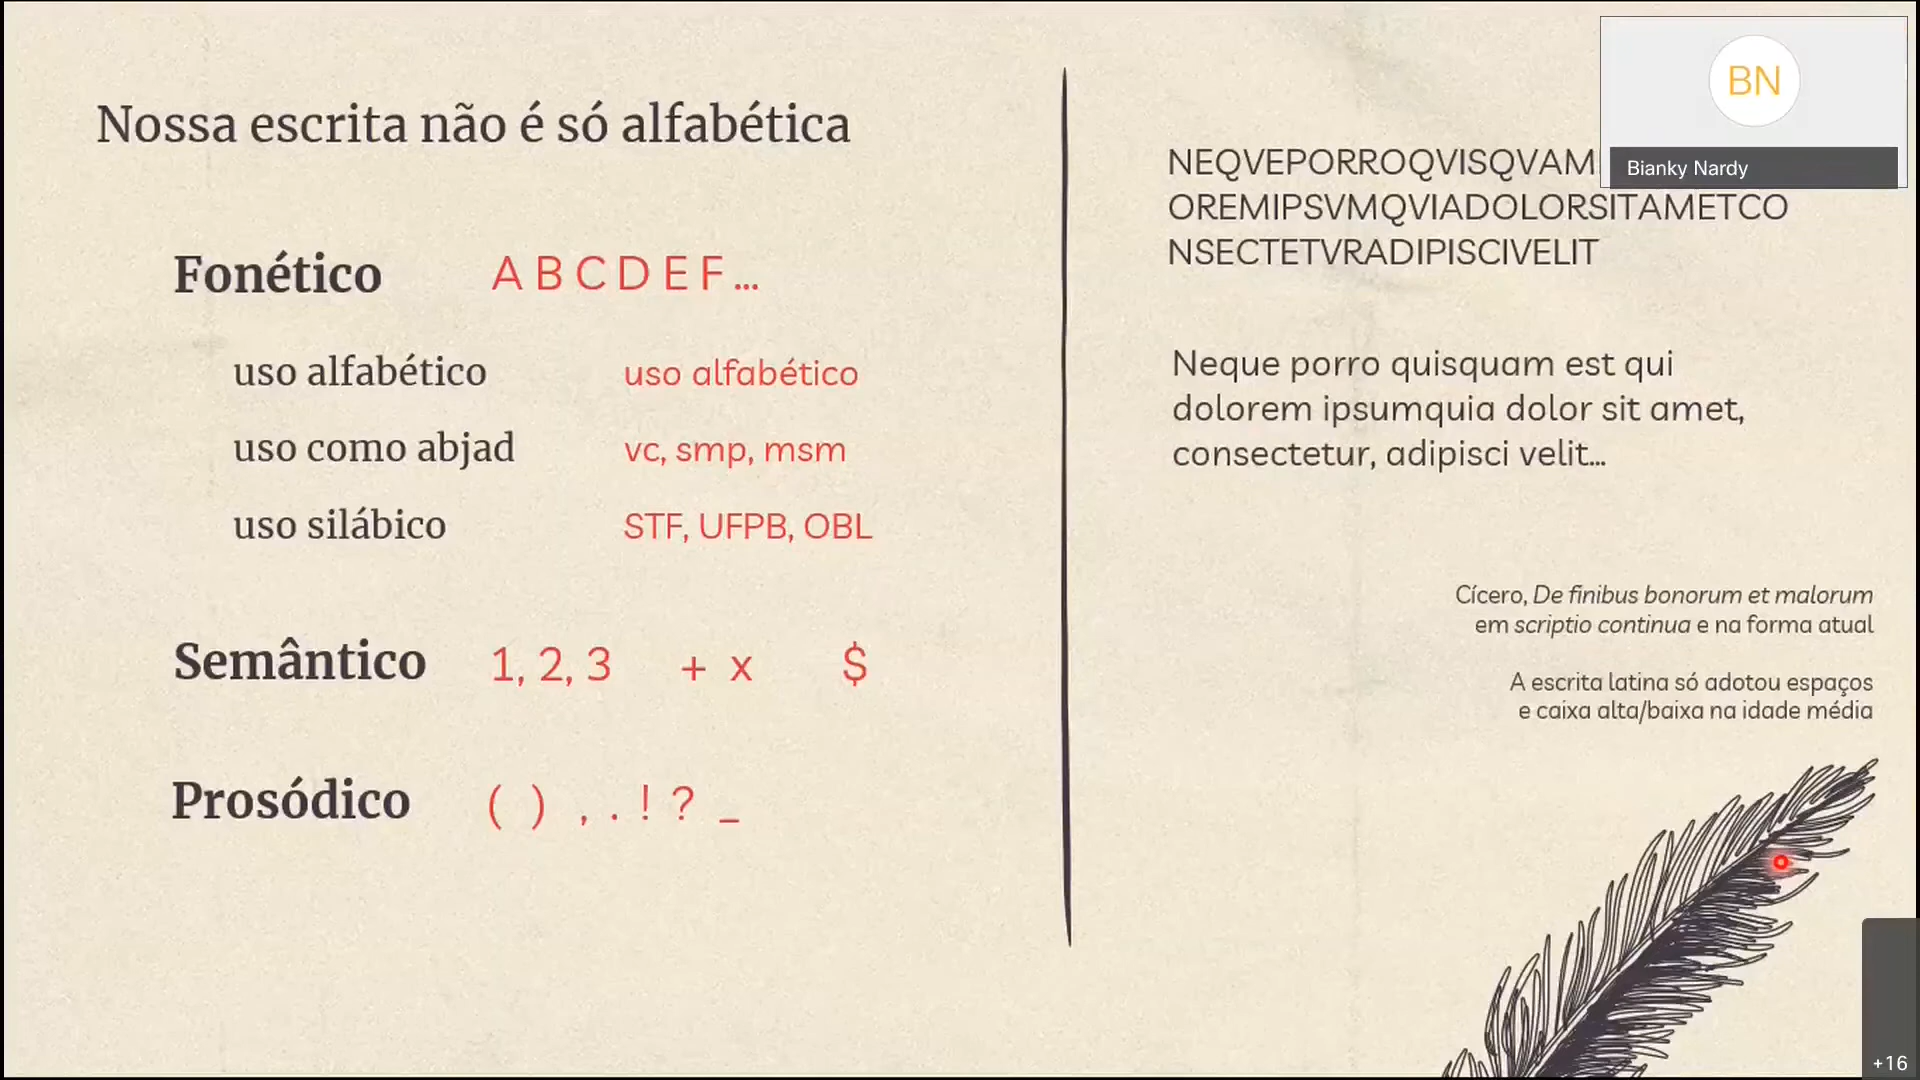 Nossa escrita não é só alfabética
Fonético A B C D E F ...
uso alfabético uso alfabético
uso como abjad vc, smp, msm
uso silábico STF, UFPB, OBL
Semântico 1, 2, 3 + x $
Prosódico ( ) , . ! ? _
NEQVEPORROQVISQVAM
OREMIPSVMQVIADOLORSITAMETCO
NSECTETVRADIPISCIVELIT
Neque porro quisquam est qui
dolorem ipsumquia dolor sit amet,
consectetur, adipisci velit...
Cícero, De finibus bonorum et malorum
em scriptio continua e na forma atual
A escrita latina só adotou espaços
e caixa alta/baixa na idade média
BN
Bianky Nardy
+16